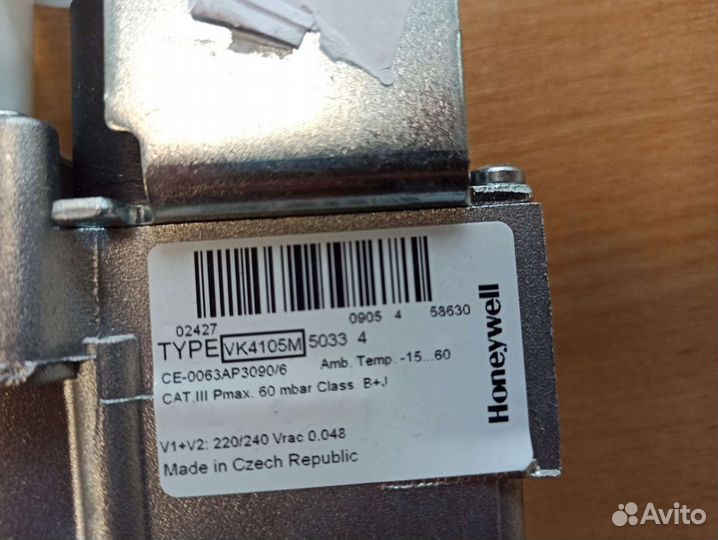 02427 0905 4 58630
TYPE VK4105M 5033 4
CE-0063AP3090/6 Amb. Temp. -15...60
CAT.III Pmax. 60 mbar Class B+J
V1+V2: 220/240 Vrac 0.048
Made in Czech Republic
Honeywell
Avito